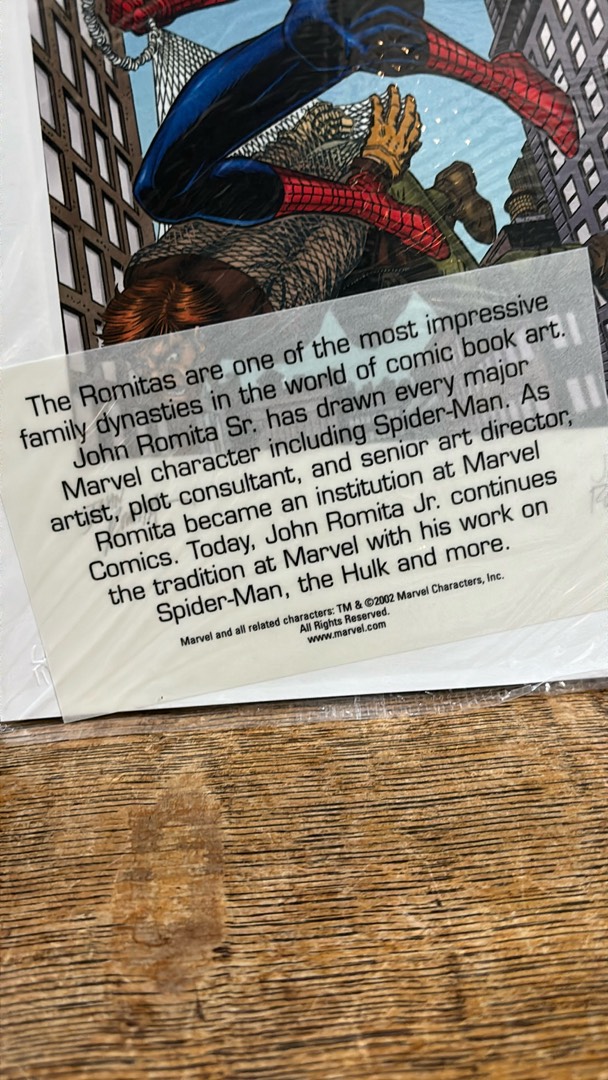 The Romitas are one of the most impressive
family dynasties in the world of comic book art.
John Romita Sr. has drawn every major
Marvel character including Spider-Man. As
artist, plot consultant, and senior art director,
Romita became an institution at Marvel
Comics. Today, John Romita Jr. continues
the tradition at Marvel with his work on
Spider-Man, the Hulk and more.
Marvel and all related characters: TM & ©2002 Marvel Characters, Inc.
All Rights Reserved.
www.marvel.com